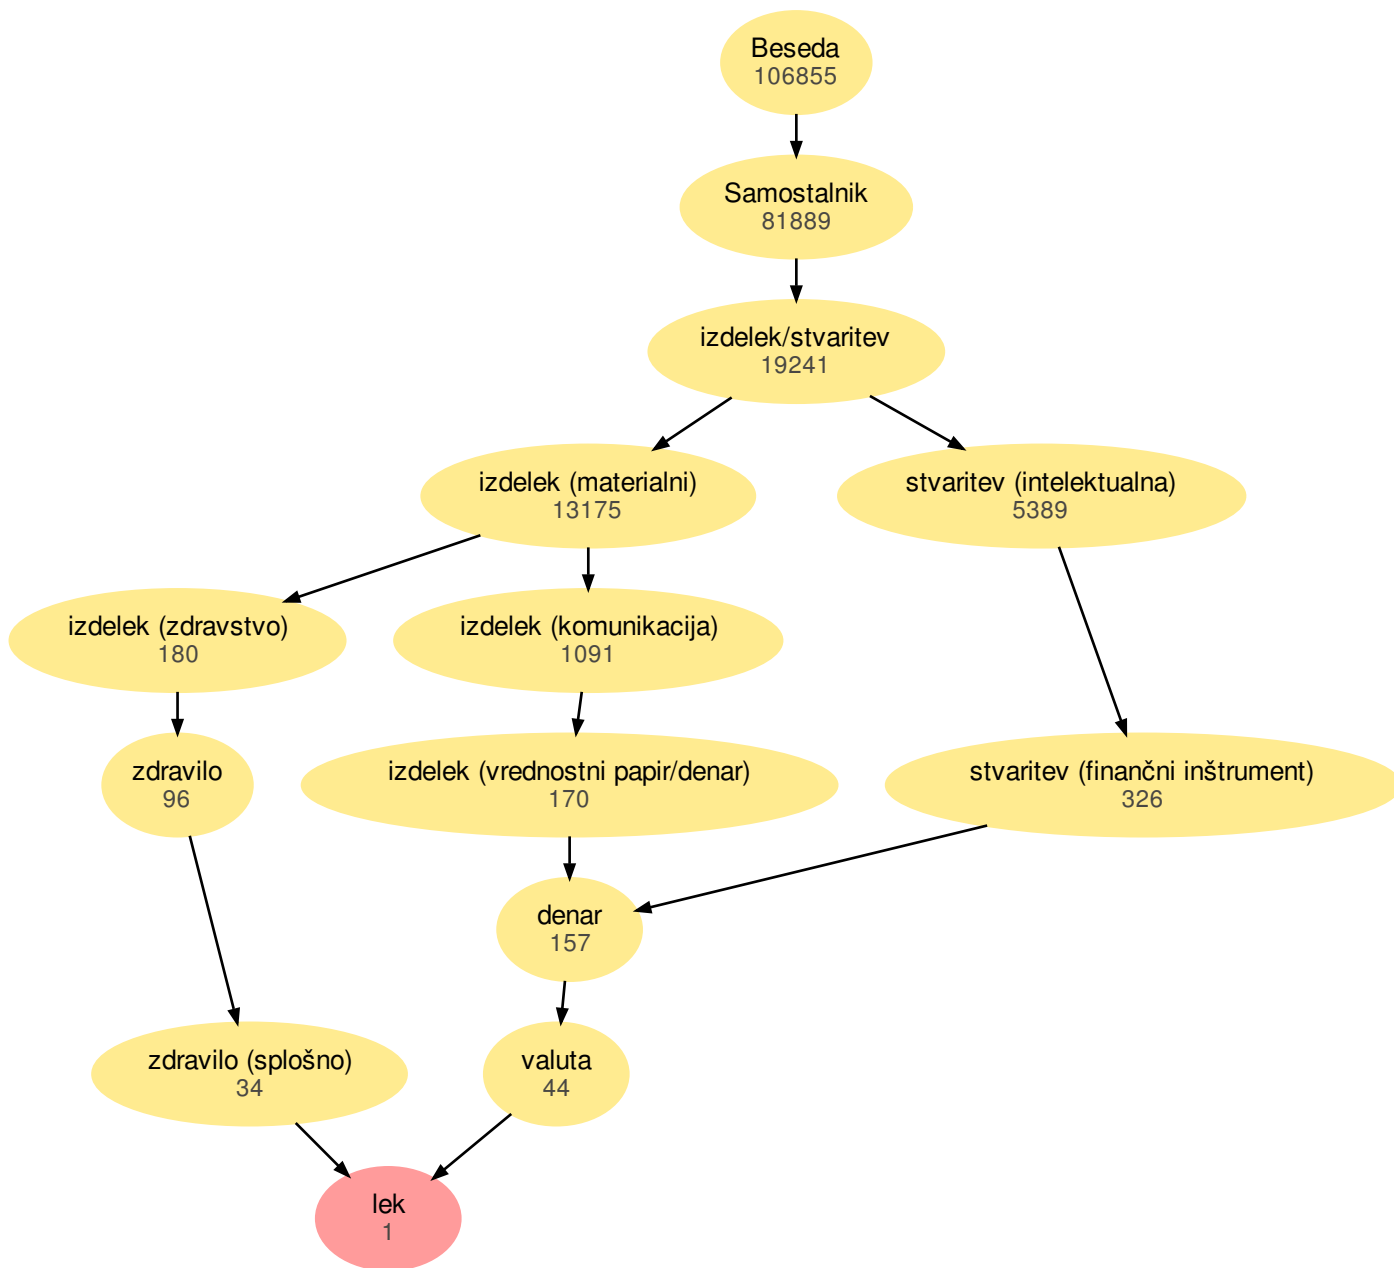 Beseda
106855
Samostalnik
81889
izdelek/stvaritev
19241
izdelek (materialni)
13175
stvaritev (intelektualna)
5389
izdelek (zdravstvo)
180
izdelek (komunikacija)
1091
zdravilo
96
izdelek (vrednostni papir/denar)
170
stvaritev (finančni inštrument)
326
denar
157
zdravilo (splošno)
34
valuta
44
lek
1